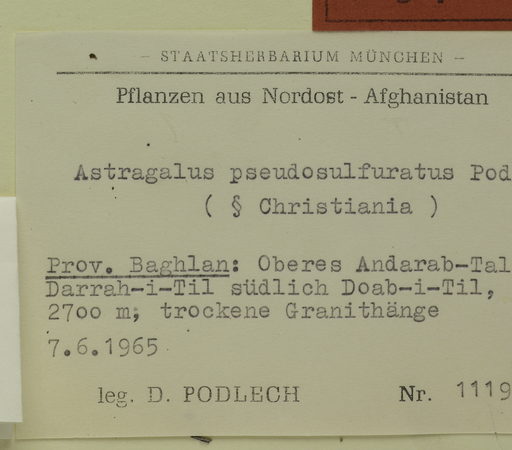 – STAATSHERBARIUM MÜNCHEN –
Pflanzen aus Nordost - Afghanistan
Astragalus pseudosulfuratus Pod
( § Christiania )
Prov. Baghlan: Oberes Andarab-Tal
Darrah-i-Til südlich Doab-i-Til,
27oo m; trockene Granithänge
7.6.1965
leg. D. PODLECH Nr. 1119